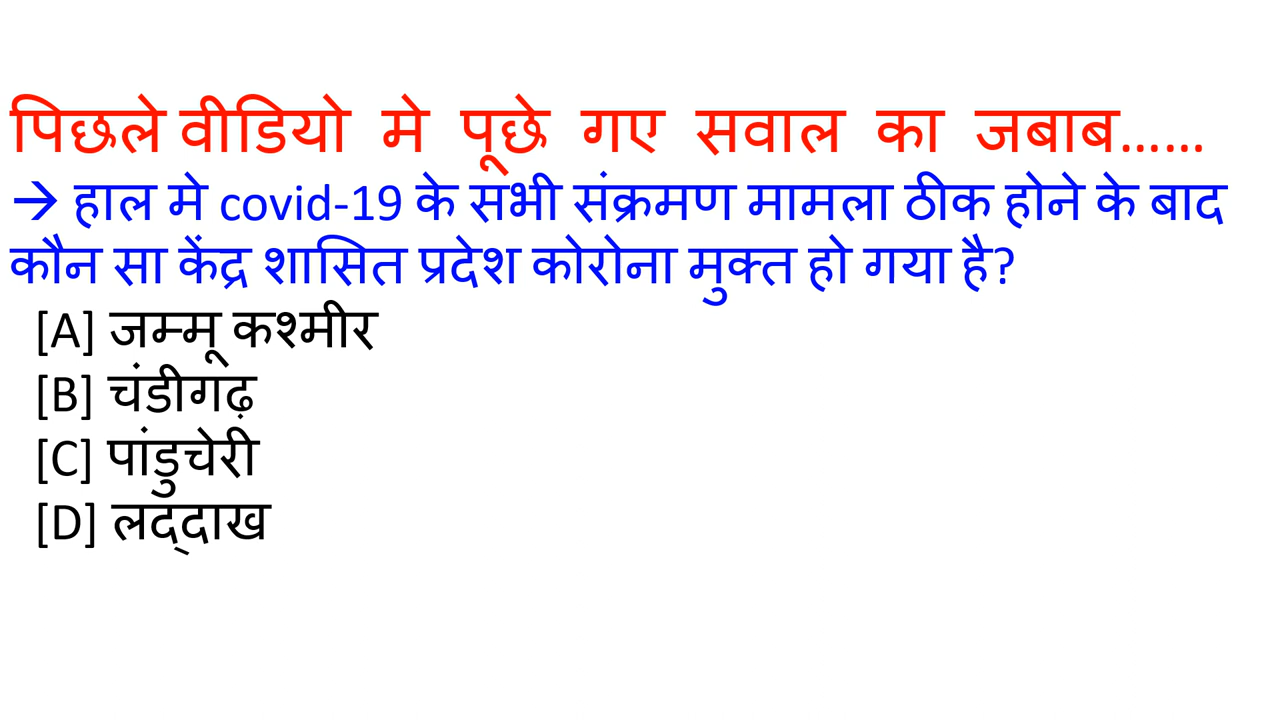 पिछले वीडियो मे पूछे गए सवाल का जबाब……
→ हाल मे covid-19 के सभी संक्रमण मामला ठीक होने के बाद
कौन सा केंद्र शासित प्रदेश कोरोना मुक्त हो गया है?
[A] जम्मू कश्मीर
[B] चंडीगढ़
[C] पांडुचेरी
[D] लद्दाख